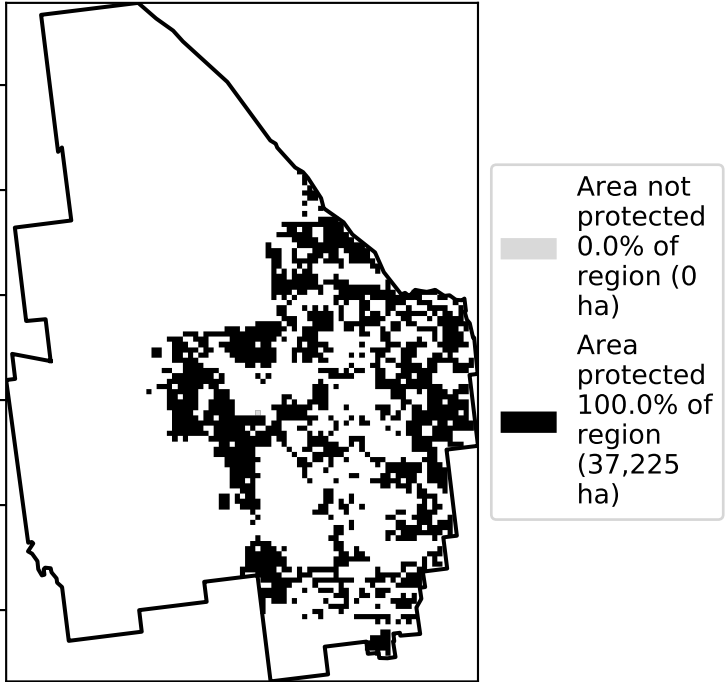 Area not
protected
0.0% of
region (0
ha)
Area
protected
100.0% of
region
(37,225
ha)